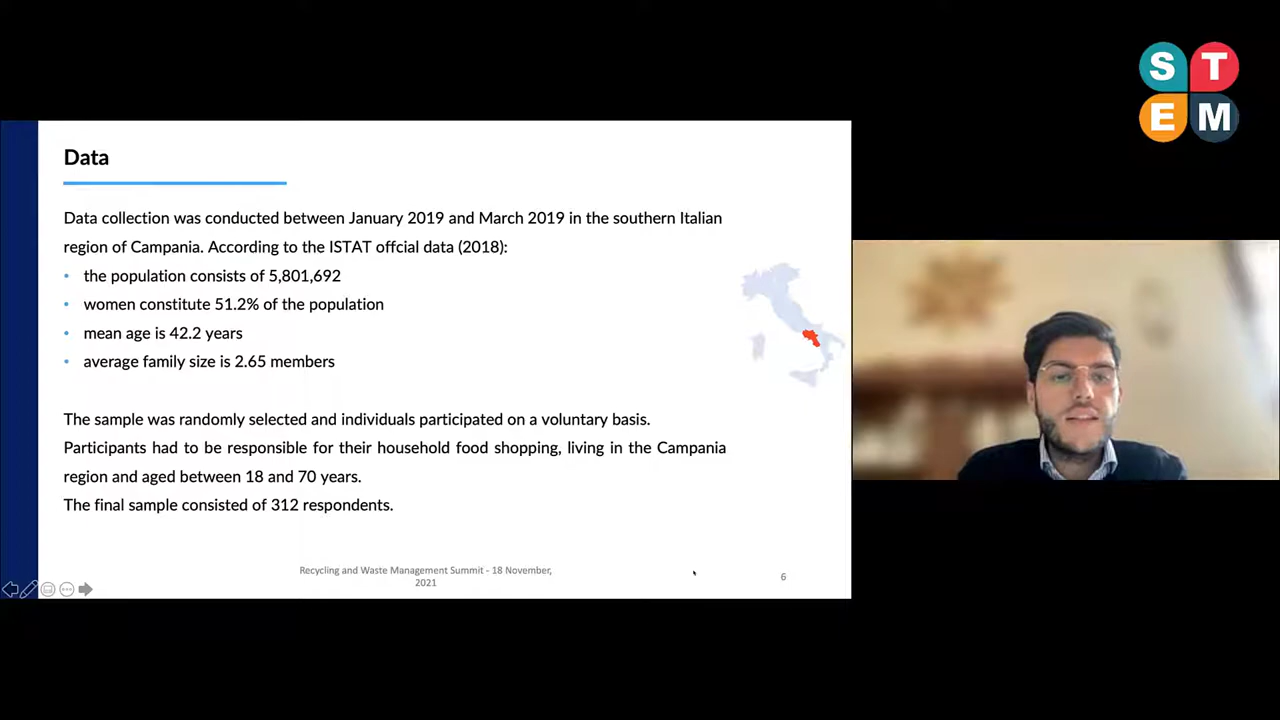 S T
E M
Data
Data collection was conducted between January 2019 and March 2019 in the southern Italian
region of Campania. According to the ISTAT offcial data (2018):
• the population consists of 5,801,692
• women constitute 51.2% of the population
• mean age is 42.2 years
• average family size is 2.65 members
The sample was randomly selected and individuals participated on a voluntary basis.
Participants had to be responsible for their household food shopping, living in the Campania
region and aged between 18 and 70 years.
The final sample consisted of 312 respondents.
Recycling and Waste Management Summit - 18 November,
2021
6